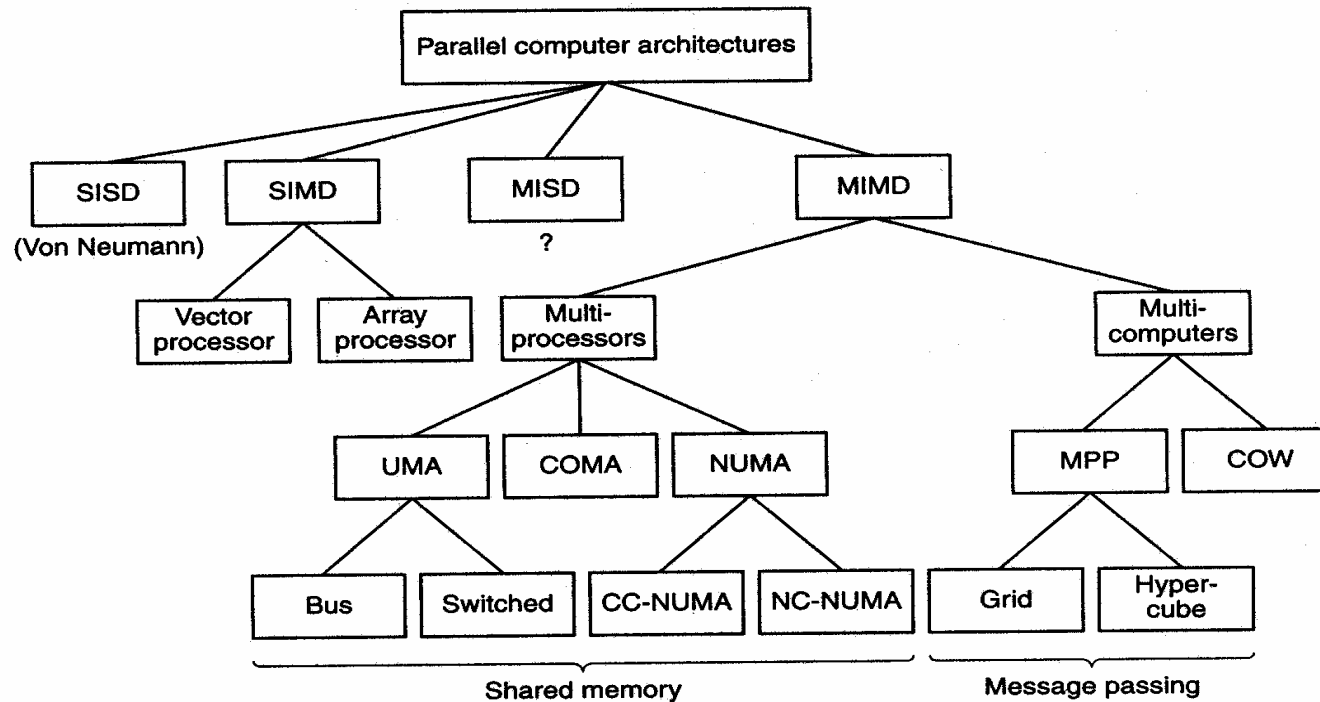 Parallel computer architectures
SISD
SIMD
MISD
MIMD
(Von Neumann)
?
Vector
processor
Array
processor
Multi-
processors
Multi-
computers
UMA
COMA
NUMA
MPP
COW
Bus
Switched
CC-NUMA
NC-NUMA
Grid
Hyper-
cube
Shared memory
Message passing